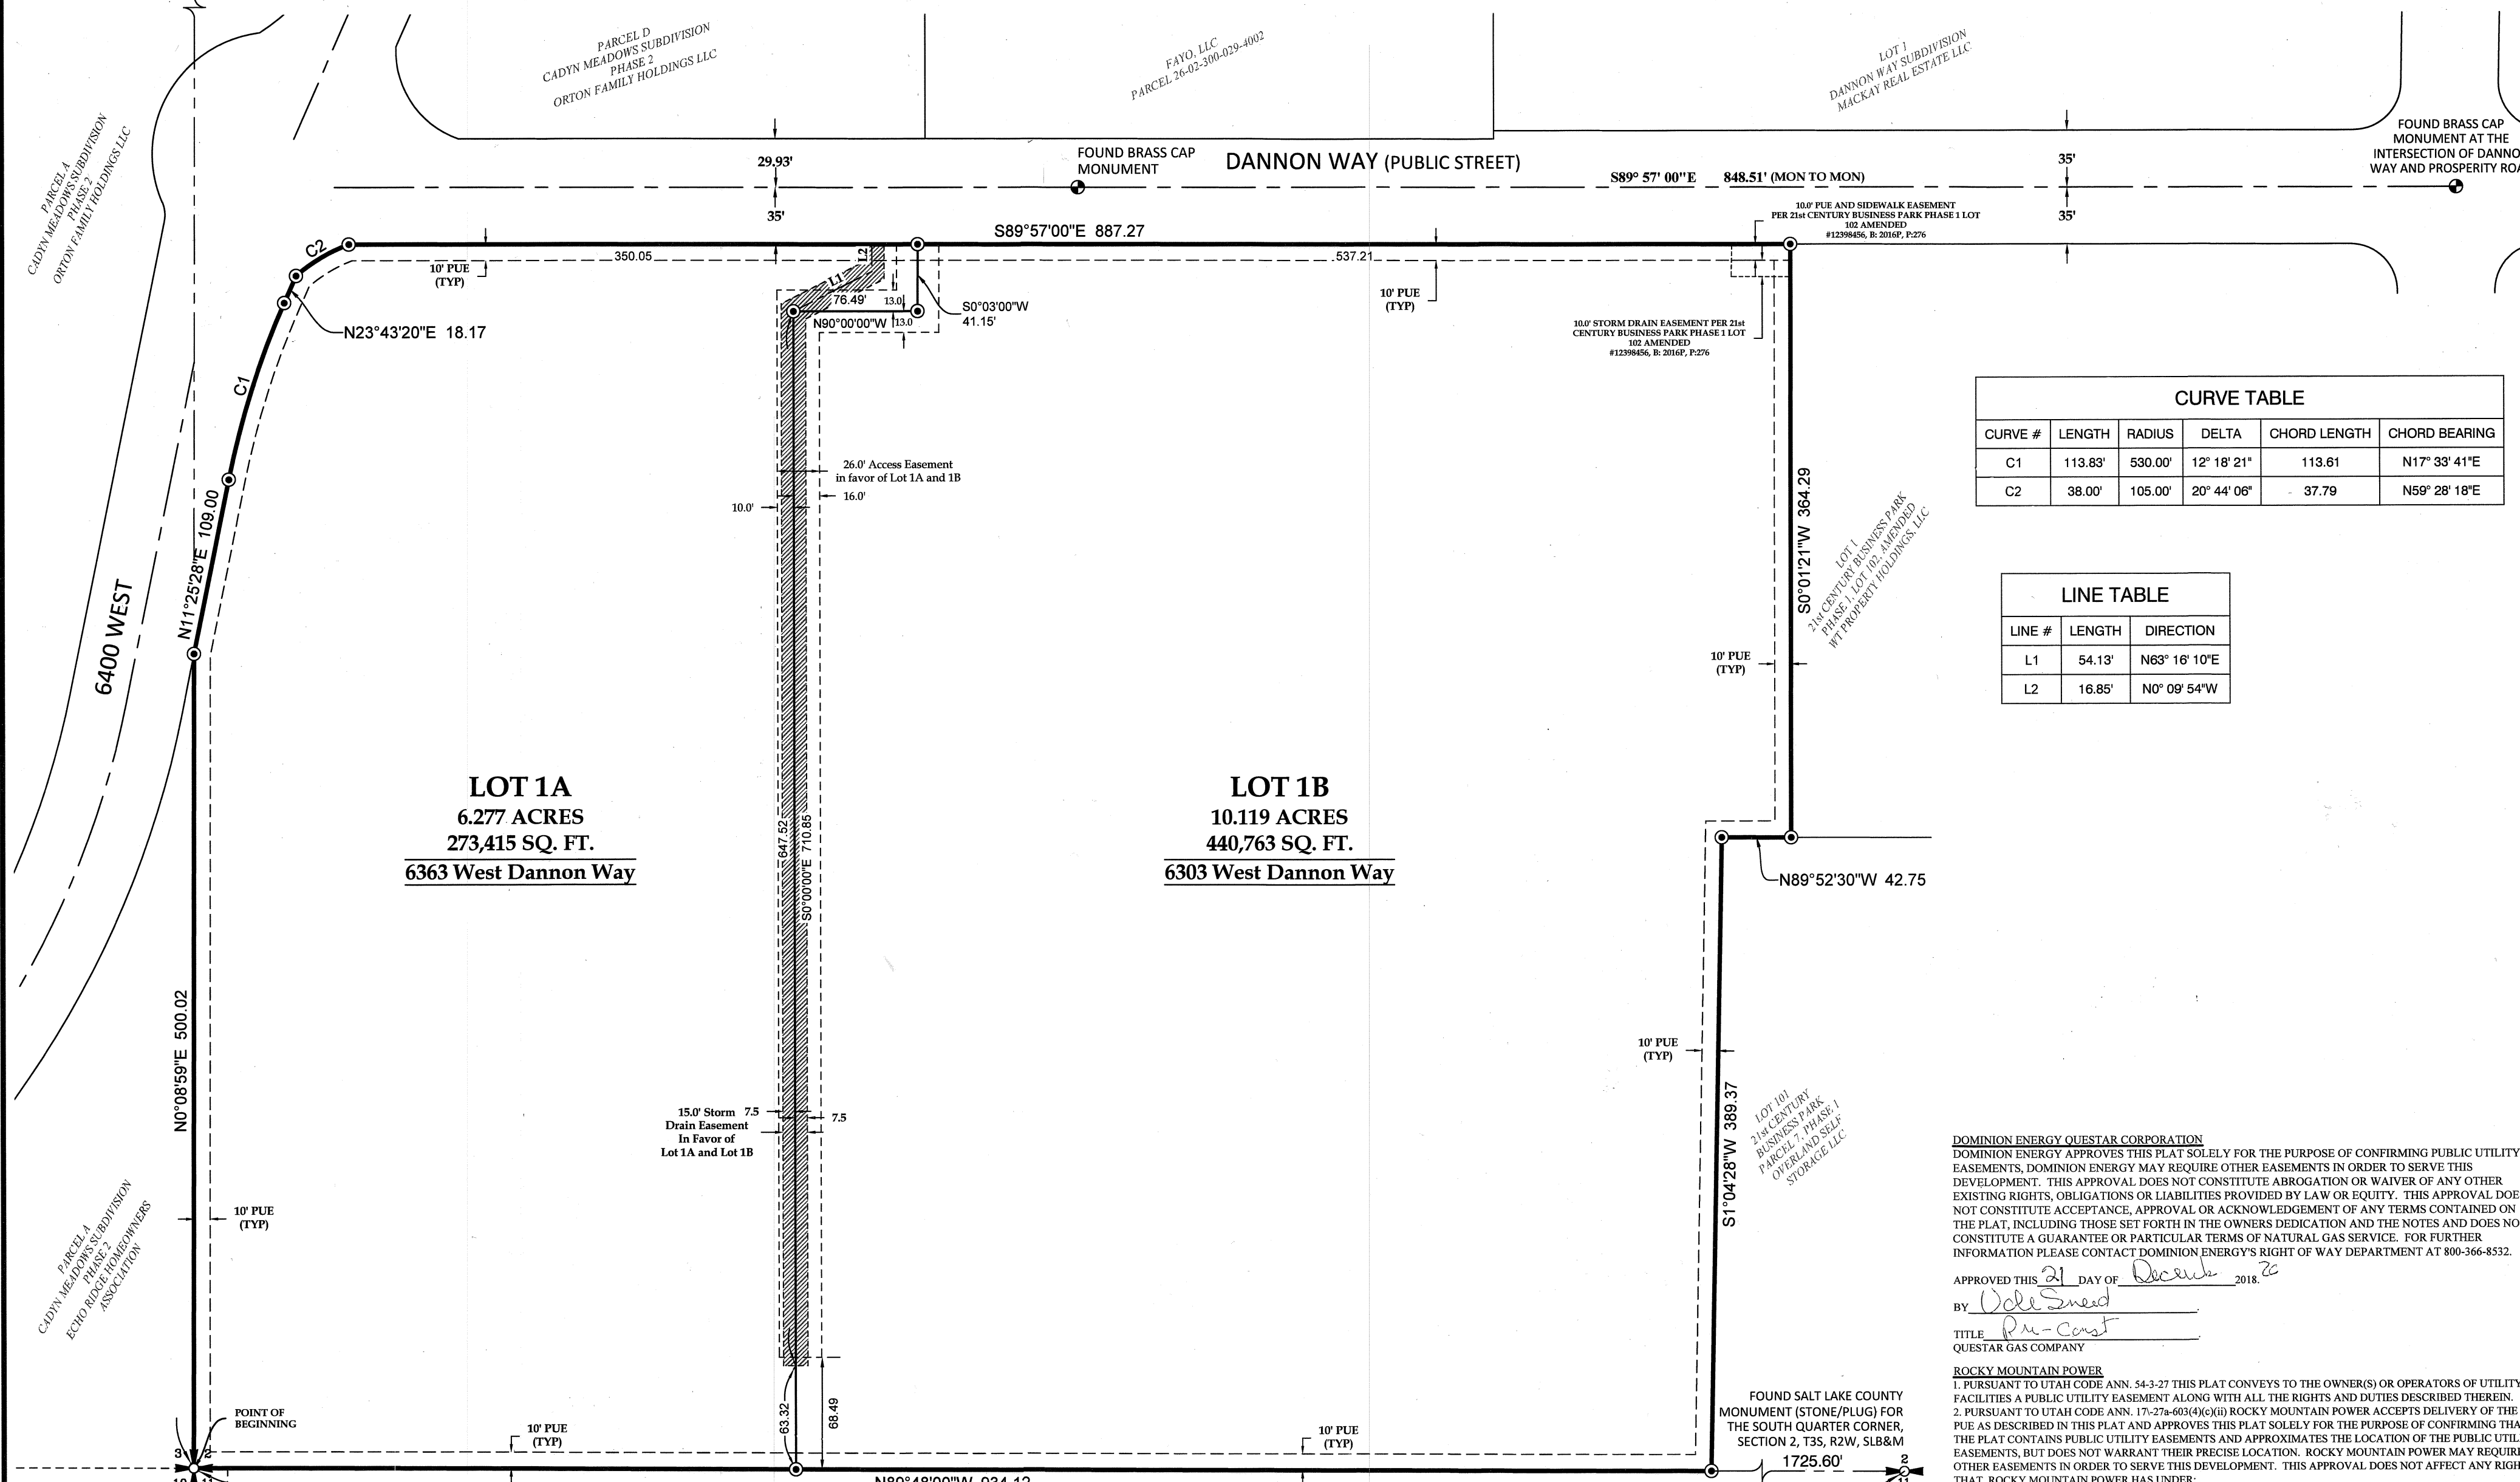 PARCEL D
CADYN MEADOWS SUBDIVISION
PHASE 2
ORTON FAMILY HOLDINGS LLC
FAYO, LLC
PARCEL 26-02-300-029-4002
LOT 1
DANNON WAY SUBDIVISION
MACKAY REAL ESTATE LLC
PARCEL A
CADYN MEADOWS SUBDIVISION
PHASE 2
ORTON FAMILY HOLDINGS LLC
29.93'
35'
FOUND BRASS CAP
MONUMENT
DANNON WAY (PUBLIC STREET)
S89° 57' 00"E 848.51' (MON TO MON)
35'
35'
FOUND BRASS CAP
MONUMENT AT THE
INTERSECTION OF DANNO
WAY AND PROSPERITY ROA
10.0' PUE AND SIDEWALK EASEMENT
PER 21st CENTURY BUSINESS PARK PHASE 1 LOT
102 AMENDED
#12398456, B: 2016P, P:276
S89°57'00"E 887.27
C2
350.05
L2
537.21
10' PUE
(TYP)
L1
76.49'
13.0
N90°00'00"W
13.0
S0°03'00"W
41.15'
10' PUE
(TYP)
10.0' STORM DRAIN EASEMENT PER 21st
CENTURY BUSINESS PARK PHASE 1 LOT
102 AMENDED
#12398456, B: 2016P, P:276
N23°43'20"E 18.17
C1
N11°25'28"E 109.00
6400 WEST
26.0' Access Easement
in favor of Lot 1A and 1B
16.0'
10.0'
S0°01'21"W 364.29
LOT 1
21st CENTURY BUSINESS PARK
PHASE 1, LOT 102, AMENDED
WT PROPERTY HOLDINGS, LLC
CURVE TABLE
CURVE # LENGTH RADIUS DELTA CHORD LENGTH CHORD BEARING
C1 113.83' 530.00' 12° 18' 21" 113.61 N17° 33' 41"E
C2 38.00' 105.00' 20° 44' 06" 37.79 N59° 28' 18"E
LINE TABLE
LINE # LENGTH DIRECTION
L1 54.13' N63° 16' 10"E
L2 16.85' N0° 09' 54"W
10' PUE
(TYP)
LOT 1A
6.277 ACRES
273,415 SQ. FT.
6363 West Dannon Way
647.52
S0°00'00"E 710.85
LOT 1B
10.119 ACRES
440,763 SQ. FT.
6303 West Dannon Way
N89°52'30"W 42.75
N0°08'59"E 500.02
10' PUE
(TYP)
S1°04'28"W 389.37
15.0' Storm
Drain Easement
In Favor of
Lot 1A and Lot 1B
7.5
7.5
LOT 101
21st CENTURY
BUSINESS PARK
PARCEL 7, PHASE 1
OVERLAND SELF
STORAGE LLC
PARCEL A
CADYN MEADOWS SUBDIVISION
PHASE 2
ECHO RIDGE HOMEOWNERS
ASSOCIATION
10' PUE
(TYP)
DOMINION ENERGY QUESTAR CORPORATION
DOMINION ENERGY APPROVES THIS PLAT SOLELY FOR THE PURPOSE OF CONFIRMING PUBLIC UTILITY
EASEMENTS, DOMINION ENERGY MAY REQUIRE OTHER EASEMENTS IN ORDER TO SERVE THIS
DEVELOPMENT. THIS APPROVAL DOES NOT CONSTITUTE ABROGATION OR WAIVER OF ANY OTHER
EXISTING RIGHTS, OBLIGATIONS OR LIABILITIES PROVIDED BY LAW OR EQUITY. THIS APPROVAL DOE
NOT CONSTITUTE ACCEPTANCE, APPROVAL OR ACKNOWLEDGEMENT OF ANY TERMS CONTAINED ON
THE PLAT, INCLUDING THOSE SET FORTH IN THE OWNERS DEDICATION AND THE NOTES AND DOES NO
CONSTITUTE A GUARANTEE OR PARTICULAR TERMS OF NATURAL GAS SERVICE. FOR FURTHER
INFORMATION PLEASE CONTACT DOMINION ENERGY'S RIGHT OF WAY DEPARTMENT AT 800-366-8532.
APPROVED THIS 21 DAY OF 2018. 20
BY
TITLE Pre-Const
QUESTAR GAS COMPANY
ROCKY MOUNTAIN POWER
1. PURSUANT TO UTAH CODE ANN. 54-3-27 THIS PLAT CONVEYS TO THE OWNER(S) OR OPERATORS OF UTILITY
FACILITIES A PUBLIC UTILITY EASEMENT ALONG WITH ALL THE RIGHTS AND DUTIES DESCRIBED THEREIN.
2. PURSUANT TO UTAH CODE ANN. 17\-27a-603(4)(c)(ii) ROCKY MOUNTAIN POWER ACCEPTS DELIVERY OF THE
PUE AS DESCRIBED IN THIS PLAT AND APPROVES THIS PLAT SOLELY FOR THE PURPOSE OF CONFIRMING THA
THE PLAT CONTAINS PUBLIC UTILITY EASEMENTS AND APPROXIMATES THE LOCATION OF THE PUBLIC UTIL
EASEMENTS, BUT DOES NOT WARRANT THEIR PRECISE LOCATION. ROCKY MOUNTAIN POWER MAY REQUIRE
OTHER EASEMENTS IN ORDER TO SERVE THIS DEVELOPMENT. THIS APPROVAL DOES NOT AFFECT ANY RIGH
THAT ROCKY MOUNTAIN POWER HAS UNDER:
POINT OF
BEGINNING
3 2
10 11
10' PUE
(TYP)
63.32
68.49
10' PUE
(TYP)
N89°48'00"W 934.12
FOUND SALT LAKE COUNTY
MONUMENT (STONE/PLUG) FOR
THE SOUTH QUARTER CORNER,
SECTION 2, T3S, R2W, SLB&M
1725.60'
2
11